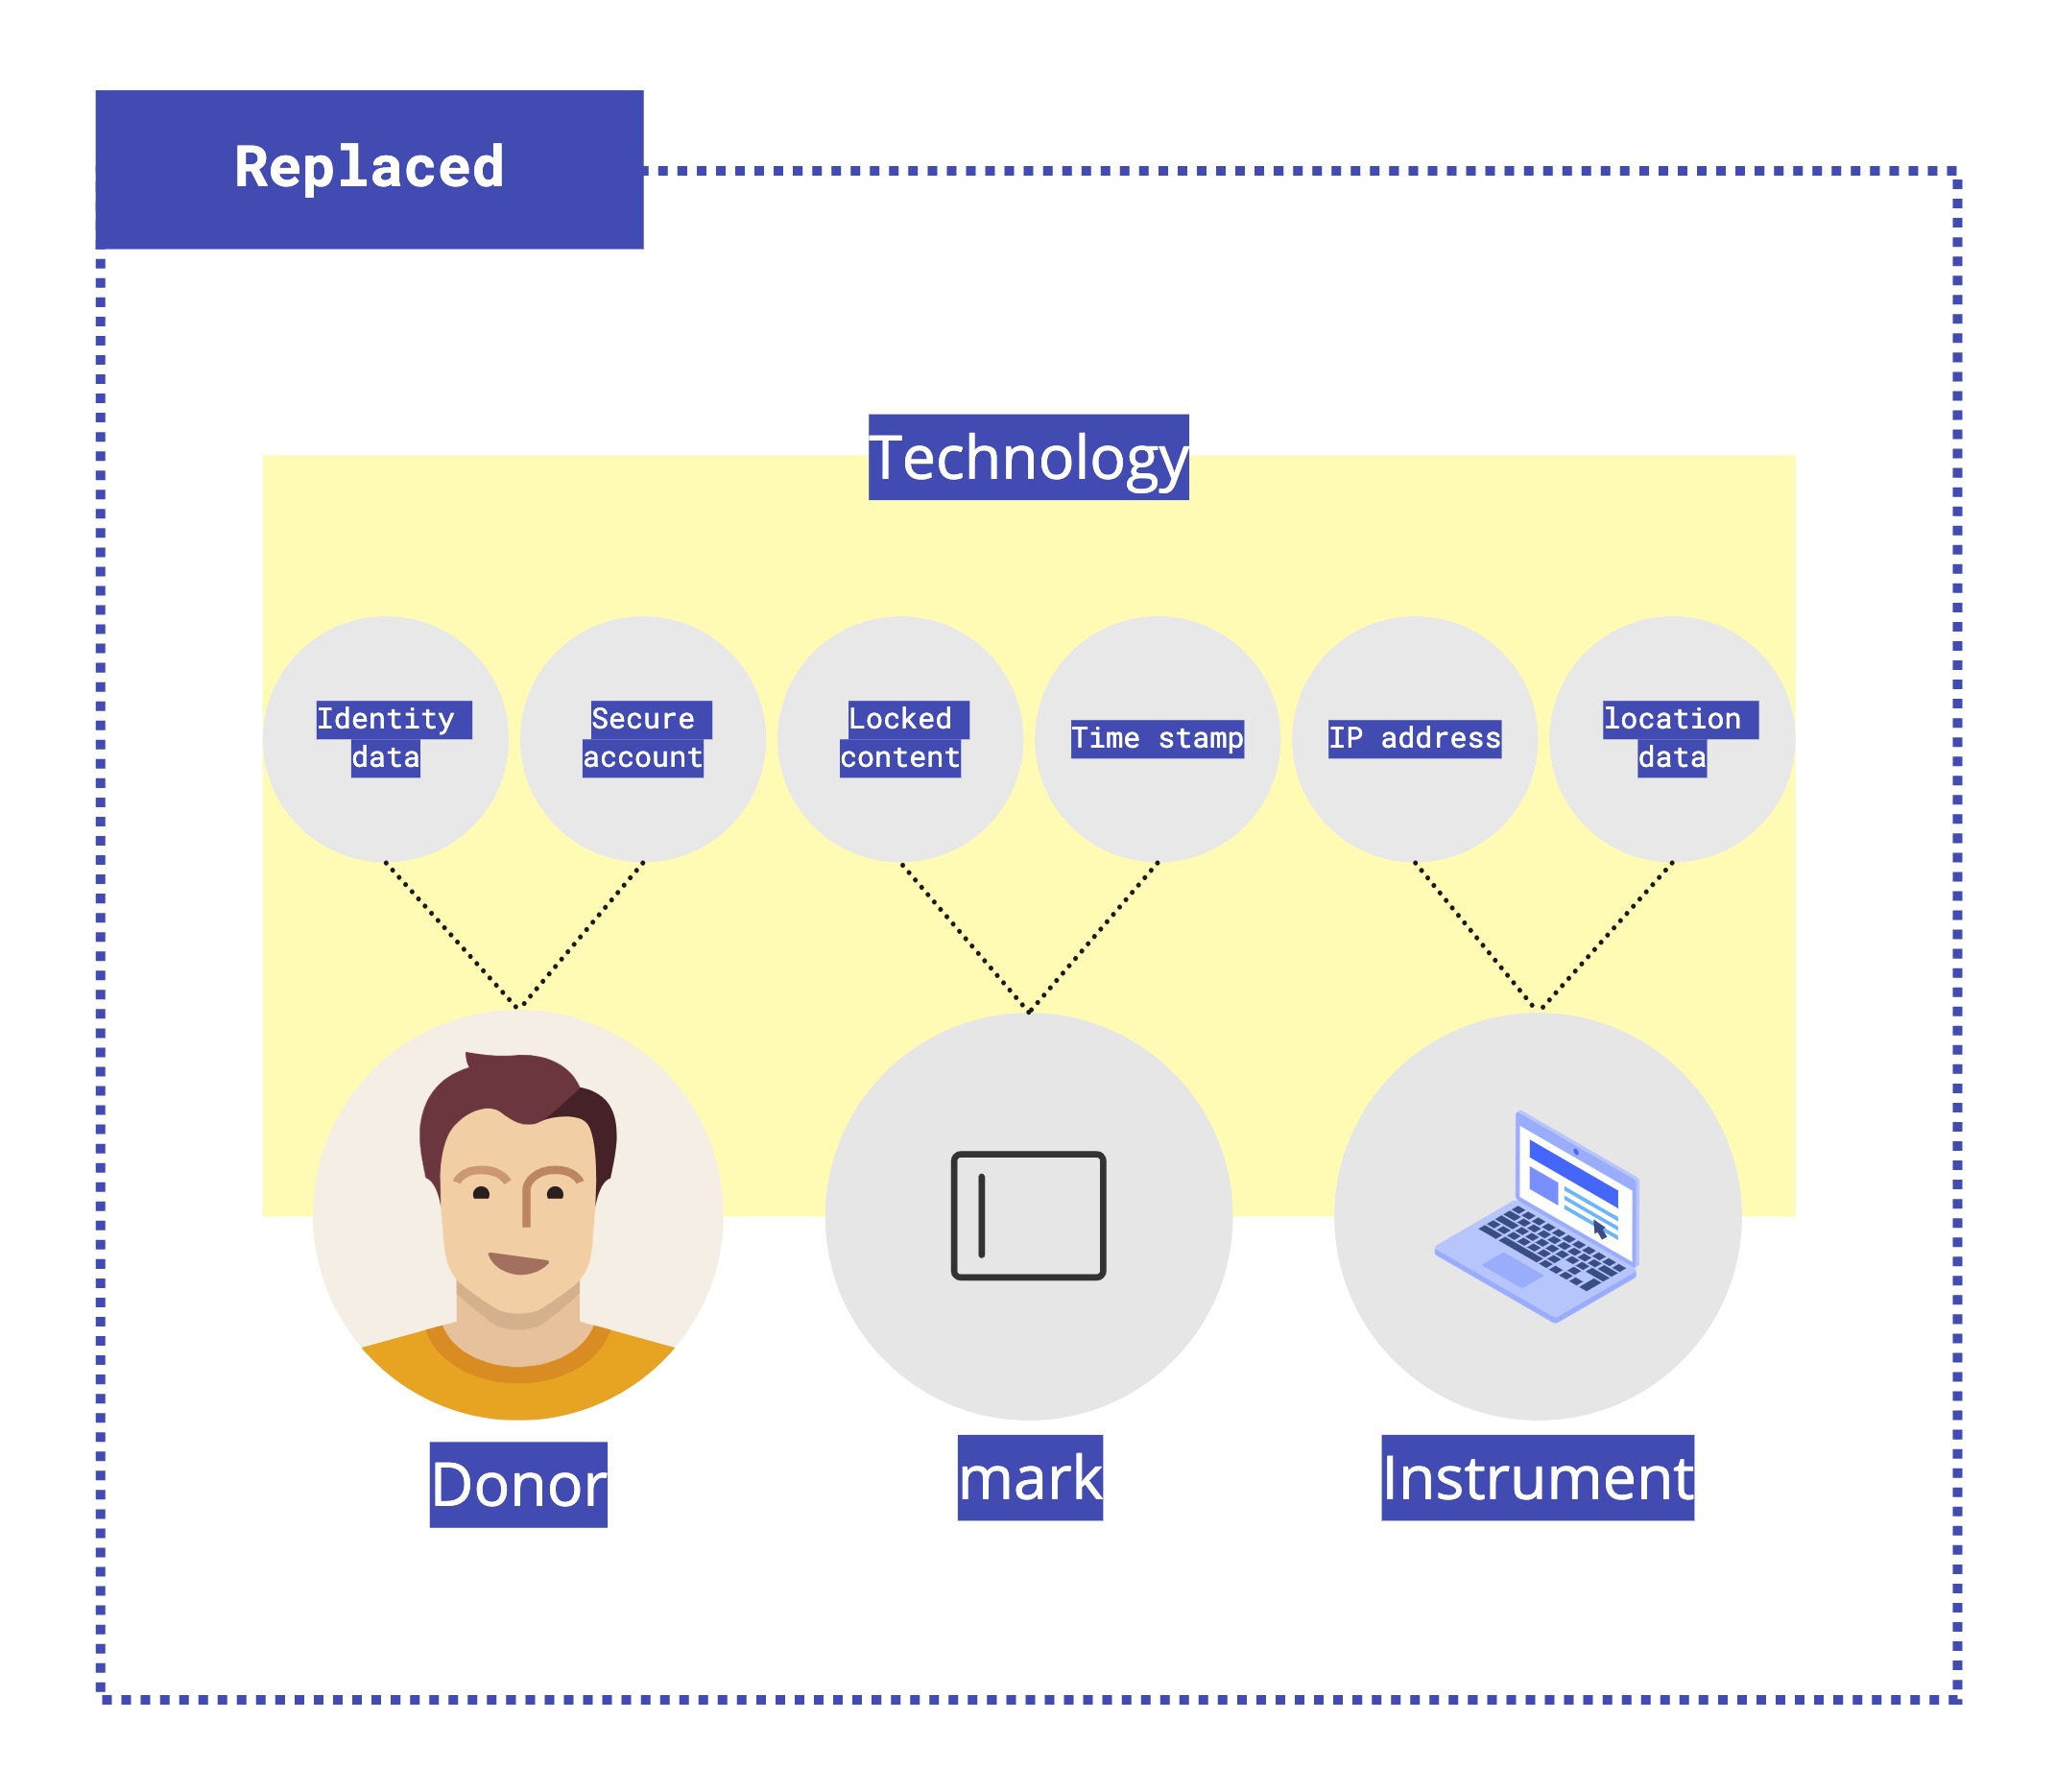 Replaced
Technology
Identity
data
Secure
account
Locked
content
Time stamp
IP address
location
data
Donor
mark
Instrument